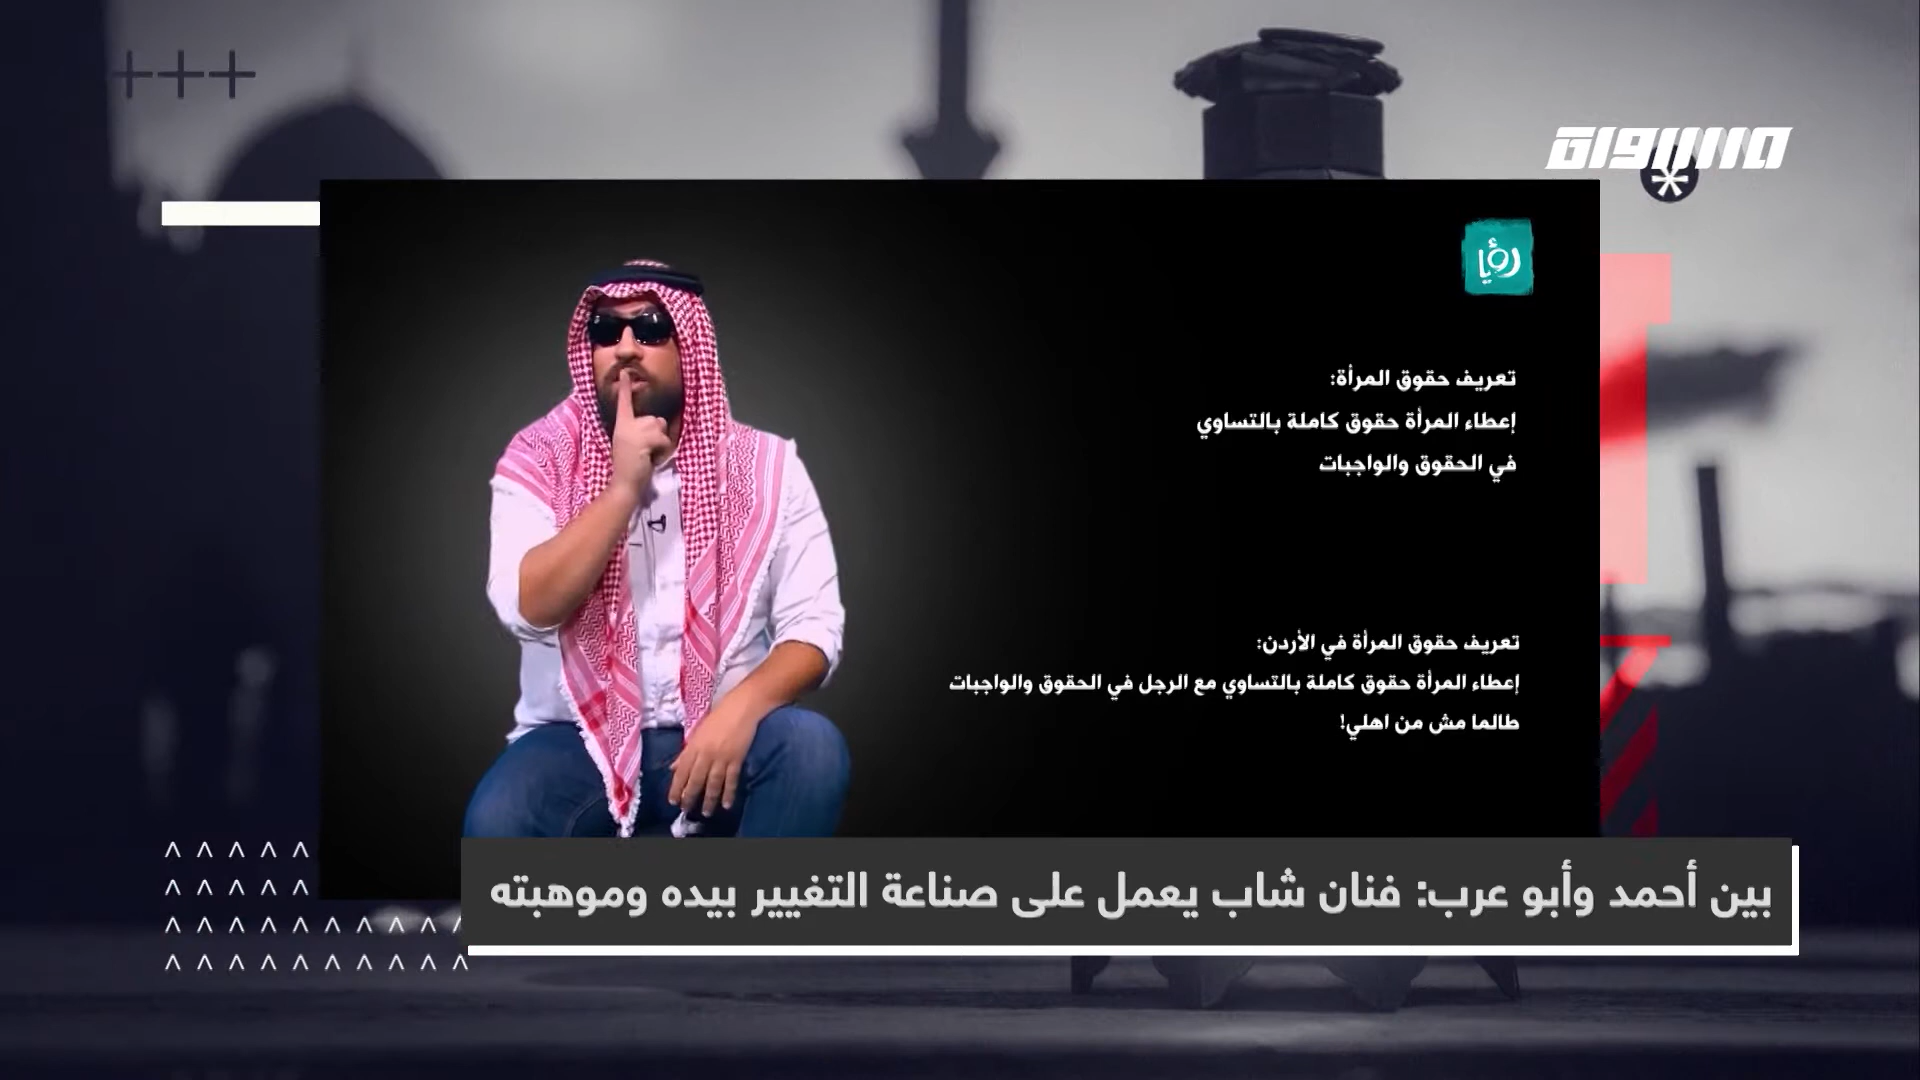 مساواة
رؤيا
تعريف حقوق المرأة:
إعطاء المرأة حقوق كاملة بالتساوي
في الحقوق والواجبات
تعريف حقوق المرأة في الأردن:
إعطاء المرأة حقوق كاملة بالتساوي مع الرجل في الحقوق والواجبات
طالما مش من اهلي!
بين أحمد وأبو عرب: فنان شاب يعمل على صناعة التغيير بيده وموهبته